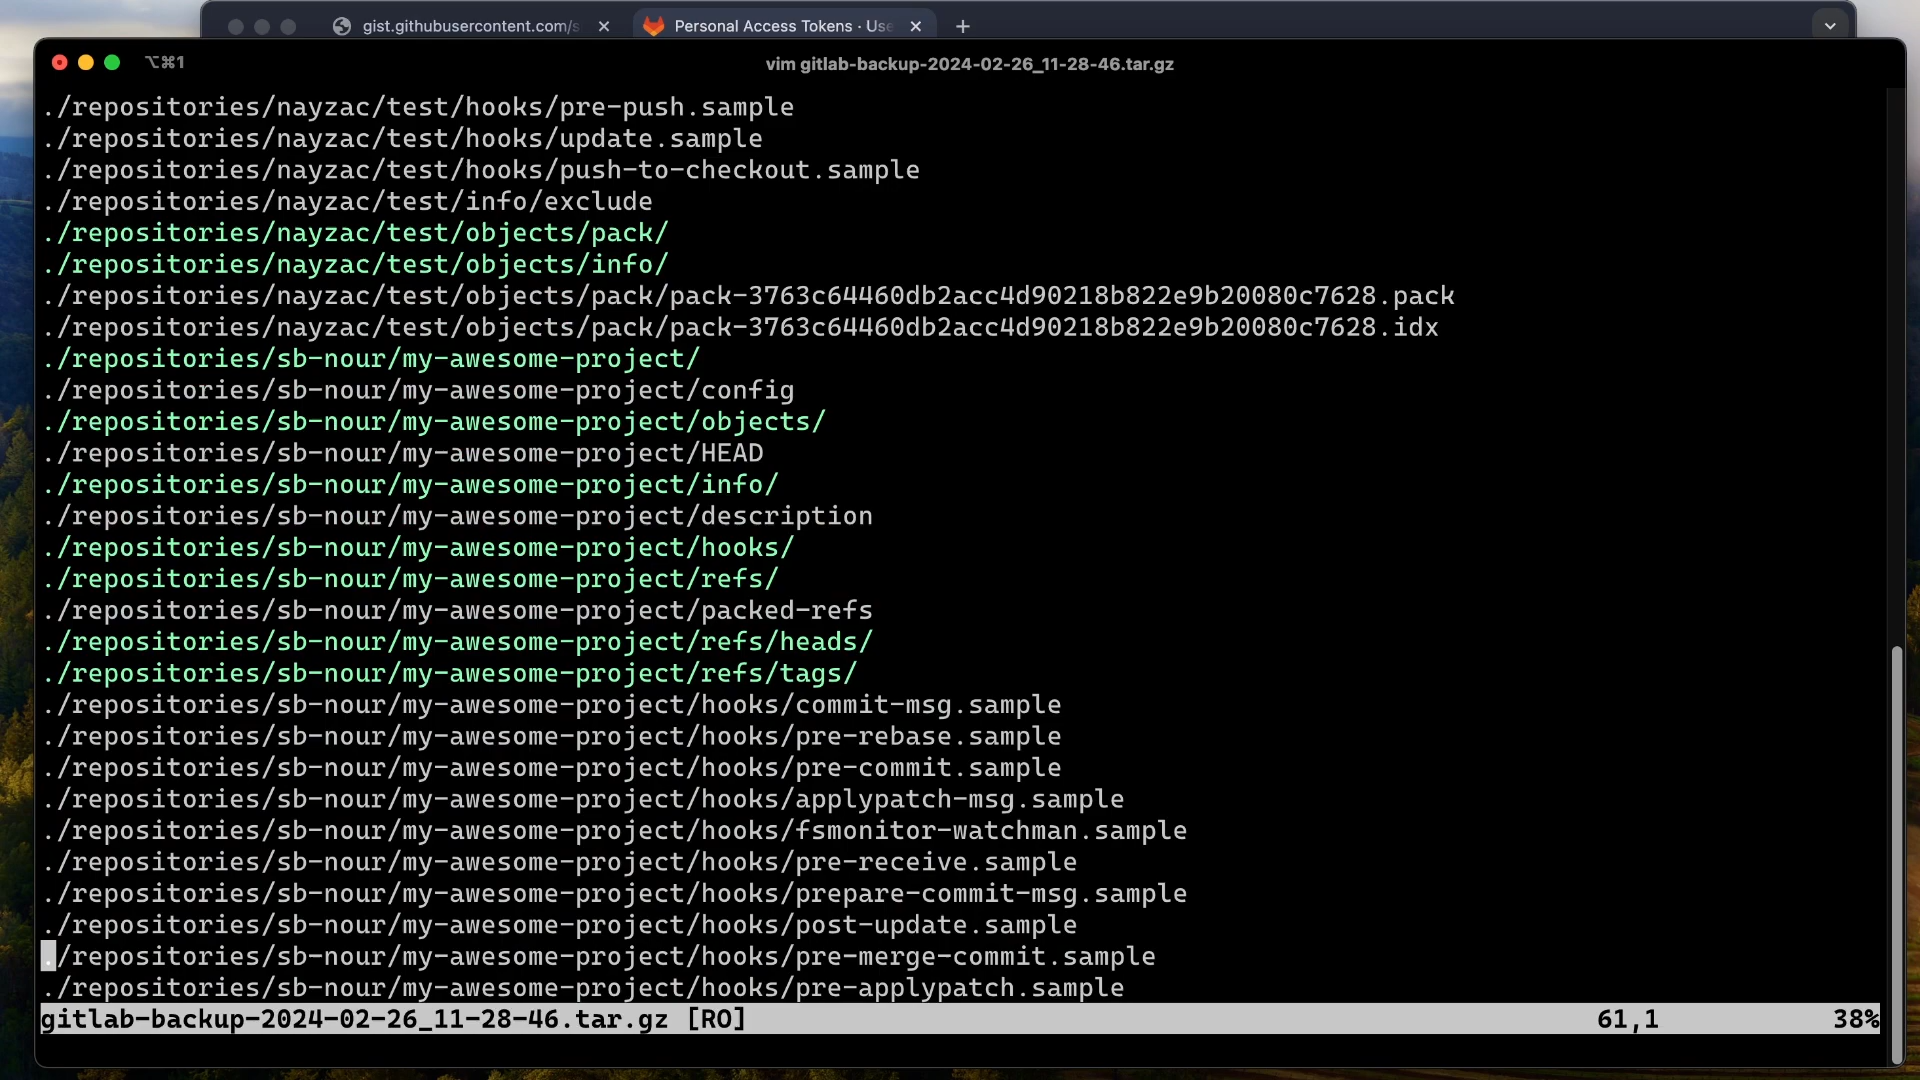 gist.githubusercontent.com/s
Personal Access Tokens · Use
⌥⌘1
vim gitlab-backup-2024-02-26_11-28-46.tar.gz
./repositories/nayzac/test/hooks/pre-push.sample
./repositories/nayzac/test/hooks/update.sample
./repositories/nayzac/test/hooks/push-to-checkout.sample
./repositories/nayzac/test/info/exclude
./repositories/nayzac/test/objects/pack/
./repositories/nayzac/test/objects/info/
./repositories/nayzac/test/objects/pack/pack-3763c64460db2acc4d90218b822e9b20080c7628.pack
./repositories/nayzac/test/objects/pack/pack-3763c64460db2acc4d90218b822e9b20080c7628.idx
./repositories/sb-nour/my-awesome-project/
./repositories/sb-nour/my-awesome-project/config
./repositories/sb-nour/my-awesome-project/objects/
./repositories/sb-nour/my-awesome-project/HEAD
./repositories/sb-nour/my-awesome-project/info/
./repositories/sb-nour/my-awesome-project/description
./repositories/sb-nour/my-awesome-project/hooks/
./repositories/sb-nour/my-awesome-project/refs/
./repositories/sb-nour/my-awesome-project/packed-refs
./repositories/sb-nour/my-awesome-project/refs/heads/
./repositories/sb-nour/my-awesome-project/refs/tags/
./repositories/sb-nour/my-awesome-project/hooks/commit-msg.sample
./repositories/sb-nour/my-awesome-project/hooks/pre-rebase.sample
./repositories/sb-nour/my-awesome-project/hooks/pre-commit.sample
./repositories/sb-nour/my-awesome-project/hooks/applypatch-msg.sample
./repositories/sb-nour/my-awesome-project/hooks/fsmonitor-watchman.sample
./repositories/sb-nour/my-awesome-project/hooks/pre-receive.sample
./repositories/sb-nour/my-awesome-project/hooks/prepare-commit-msg.sample
./repositories/sb-nour/my-awesome-project/hooks/post-update.sample
./repositories/sb-nour/my-awesome-project/hooks/pre-merge-commit.sample
./repositories/sb-nour/my-awesome-project/hooks/pre-applypatch.sample
gitlab-backup-2024-02-26_11-28-46.tar.gz [RO] 61,1 38%